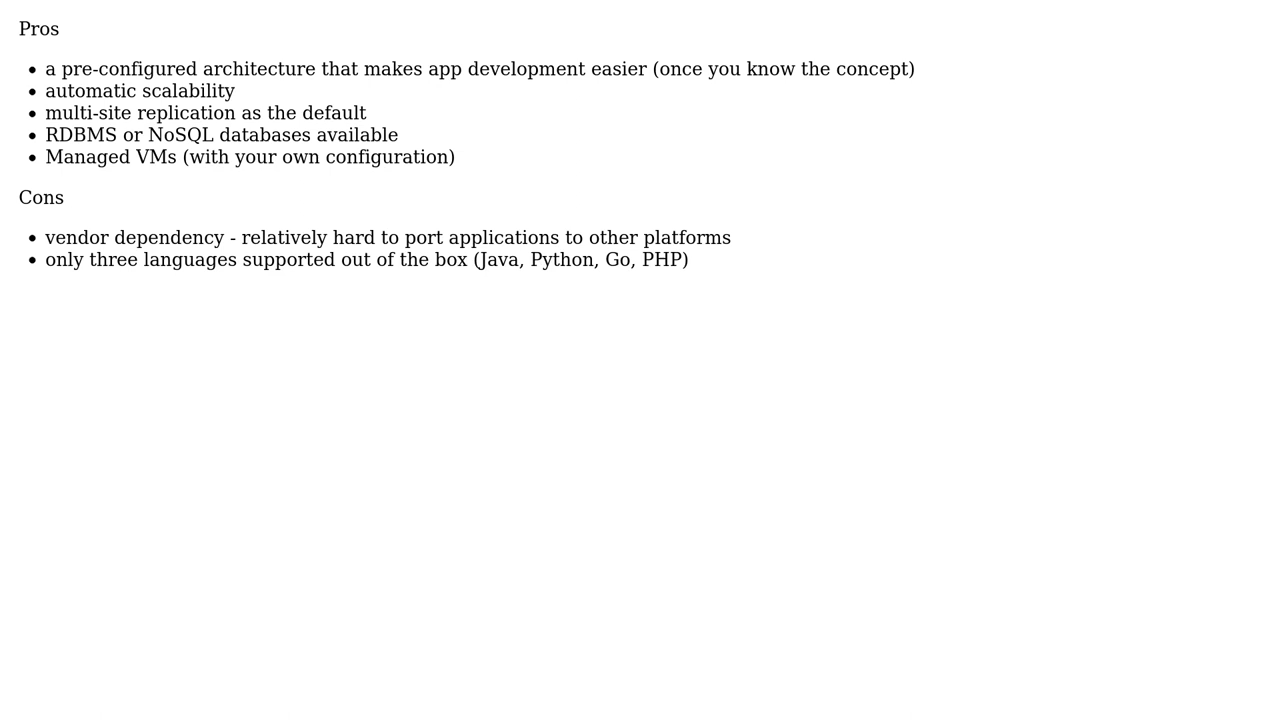 Pros
• a pre-configured architecture that makes app development easier (once you know the concept)
• automatic scalability
• multi-site replication as the default
• RDBMS or NoSQL databases available
• Managed VMs (with your own configuration)
Cons
• vendor dependency - relatively hard to port applications to other platforms
• only three languages supported out of the box (Java, Python, Go, PHP)